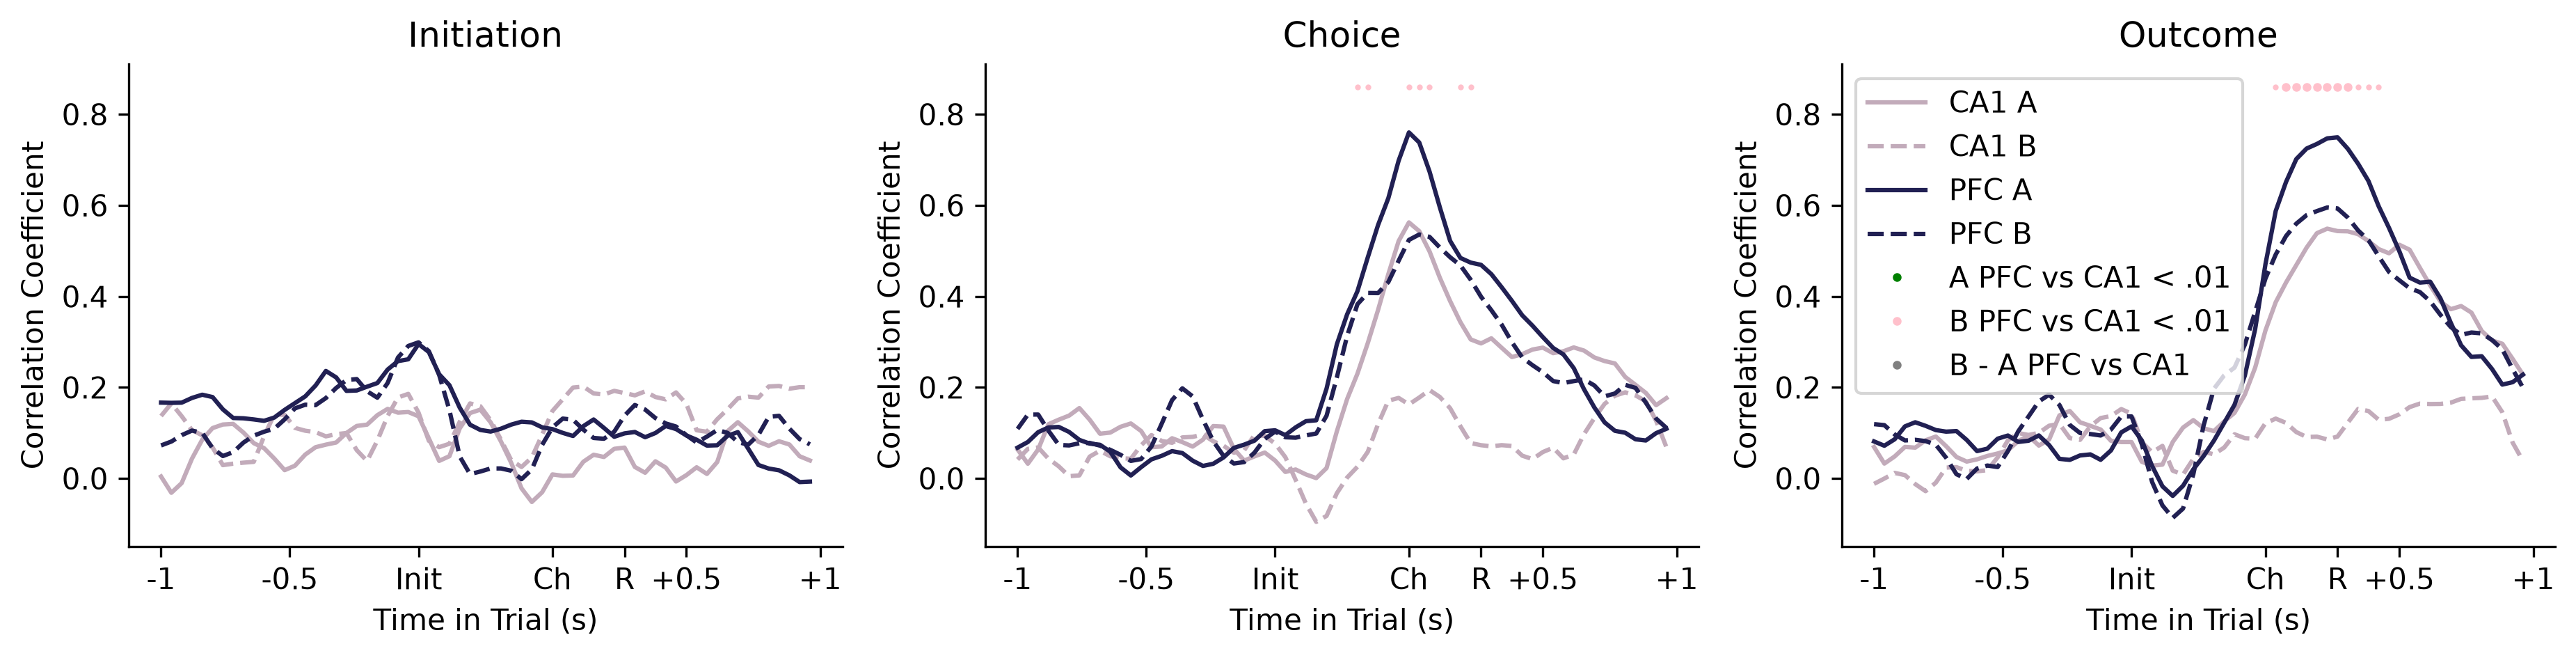 Initiation
Correlation Coefficient
0.8
0.6
0.4
0.2
0.0
-1 -0.5 Init Ch R +0.5 +1
Time in Trial (s)
Choice
Correlation Coefficient
0.8
0.6
0.4
0.2
0.0
-1 -0.5 Init Ch R +0.5 +1
Time in Trial (s)
Outcome
Correlation Coefficient
0.8
0.6
0.4
0.2
0.0
CA1 A
CA1 B
PFC A
PFC B
A PFC vs CA1 < .01
B PFC vs CA1 < .01
B - A PFC vs CA1
-1 -0.5 Init Ch R +0.5 +1
Time in Trial (s)